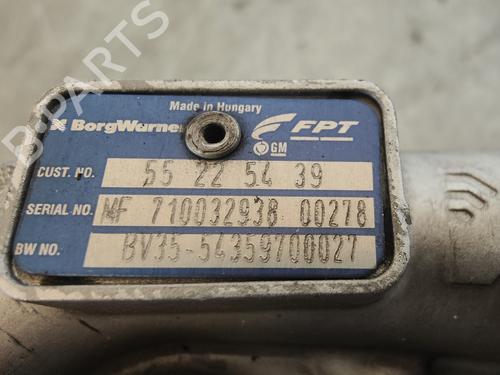 Made in Hungary
BorgWarner
FPT
GM
CUST. NO. 55 22 54 39
SERIAL NO. MF 710032938 00278
BW NO. BV35-54359700027
B-PARTS